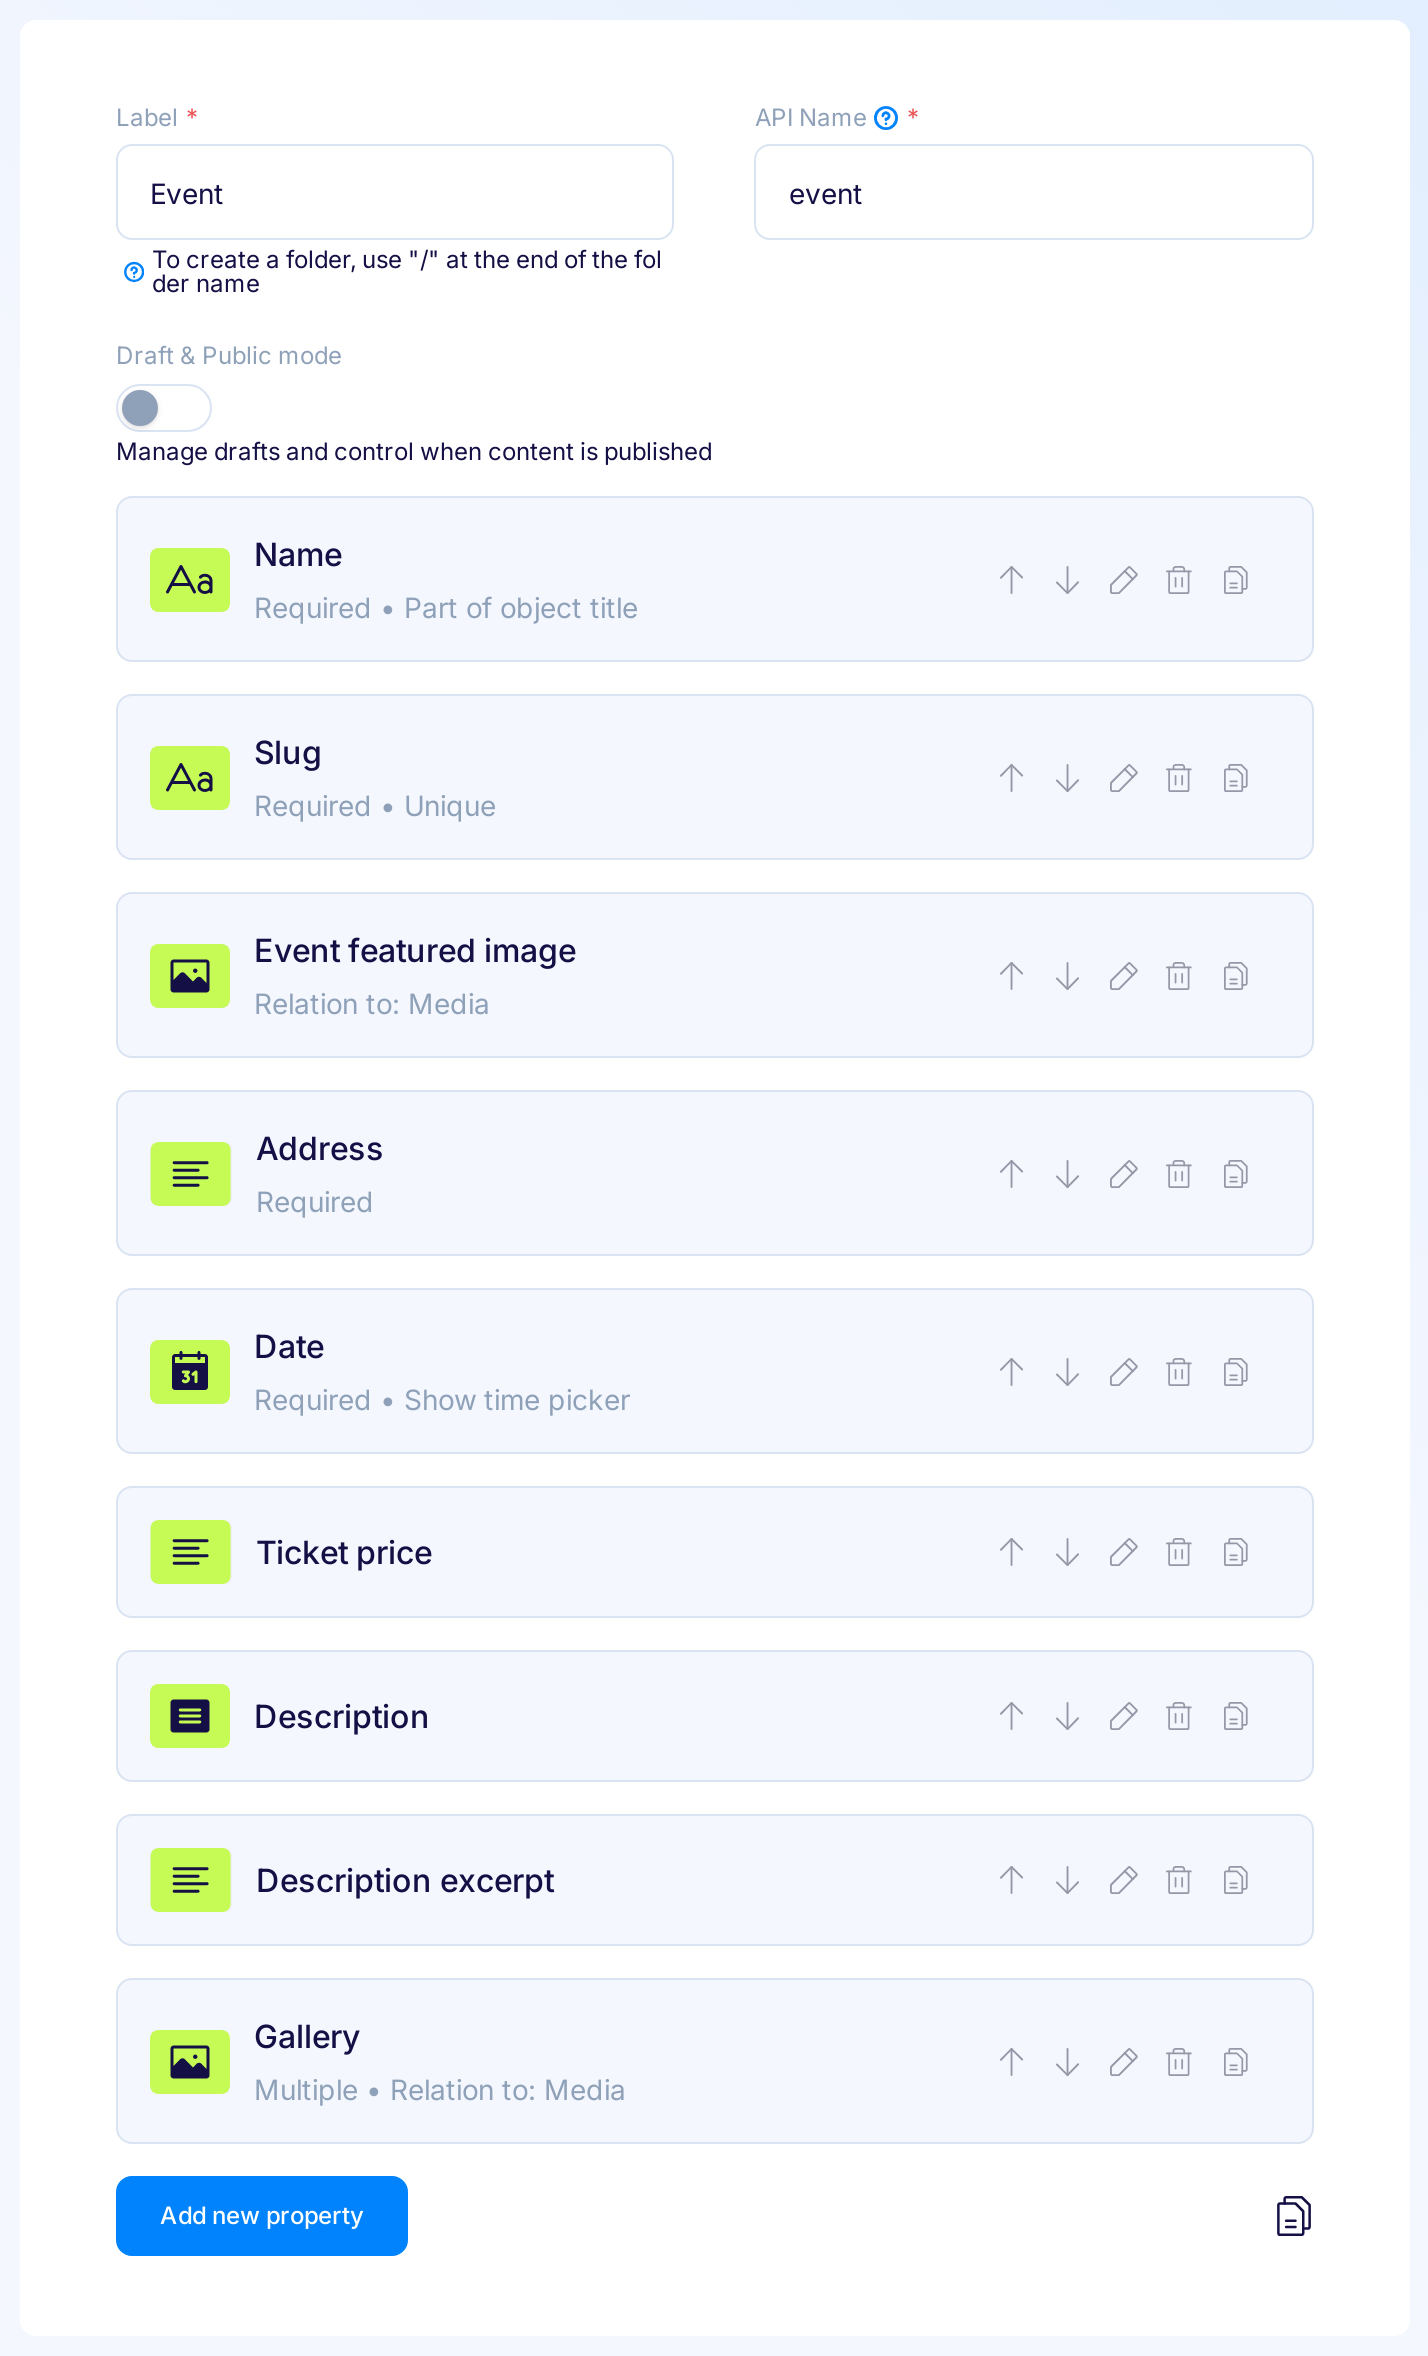 Label *
API Name *
Event
event
To create a folder, use "/" at the end of the fol
der name
Draft & Public mode
Manage drafts and control when content is published
Aa
Name
Required • Part of object title
Aa
Slug
Required • Unique
Event featured image
Relation to: Media
Address
Required
31
Date
Required • Show time picker
Ticket price
Description
Description excerpt
Gallery
Multiple • Relation to: Media
Add new property